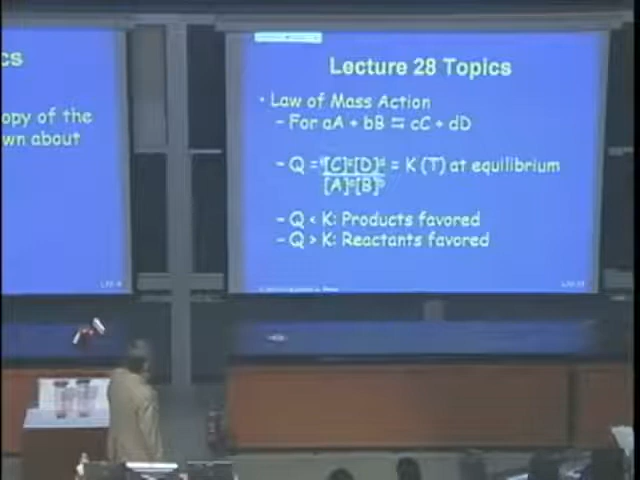 cs
opy of the
wn about
Lecture 28 Topics
• Law of Mass Action
– For aA + bB ⇌ cC + dD
– Q = [C]ᶜ[D]ᵈ = K (T) at equilibrium
[A]ᵃ[B]ᵇ
– Q < K: Products favored
– Q > K: Reactants favored